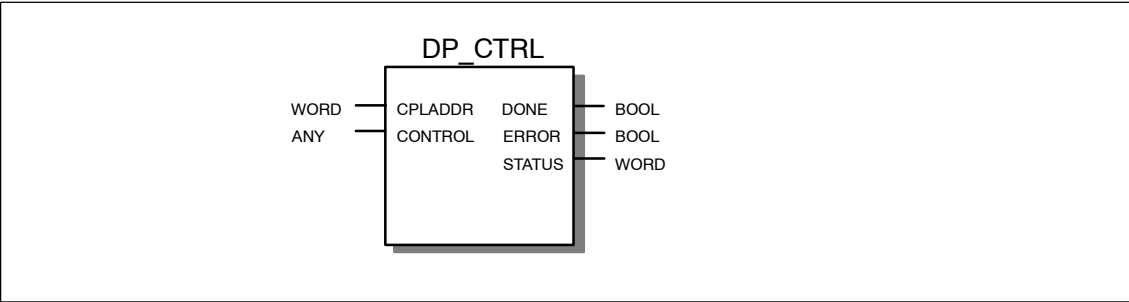 DP_CTRL
WORD CPLADDR DONE BOOL
ANY CONTROL ERROR BOOL
STATUS WORD